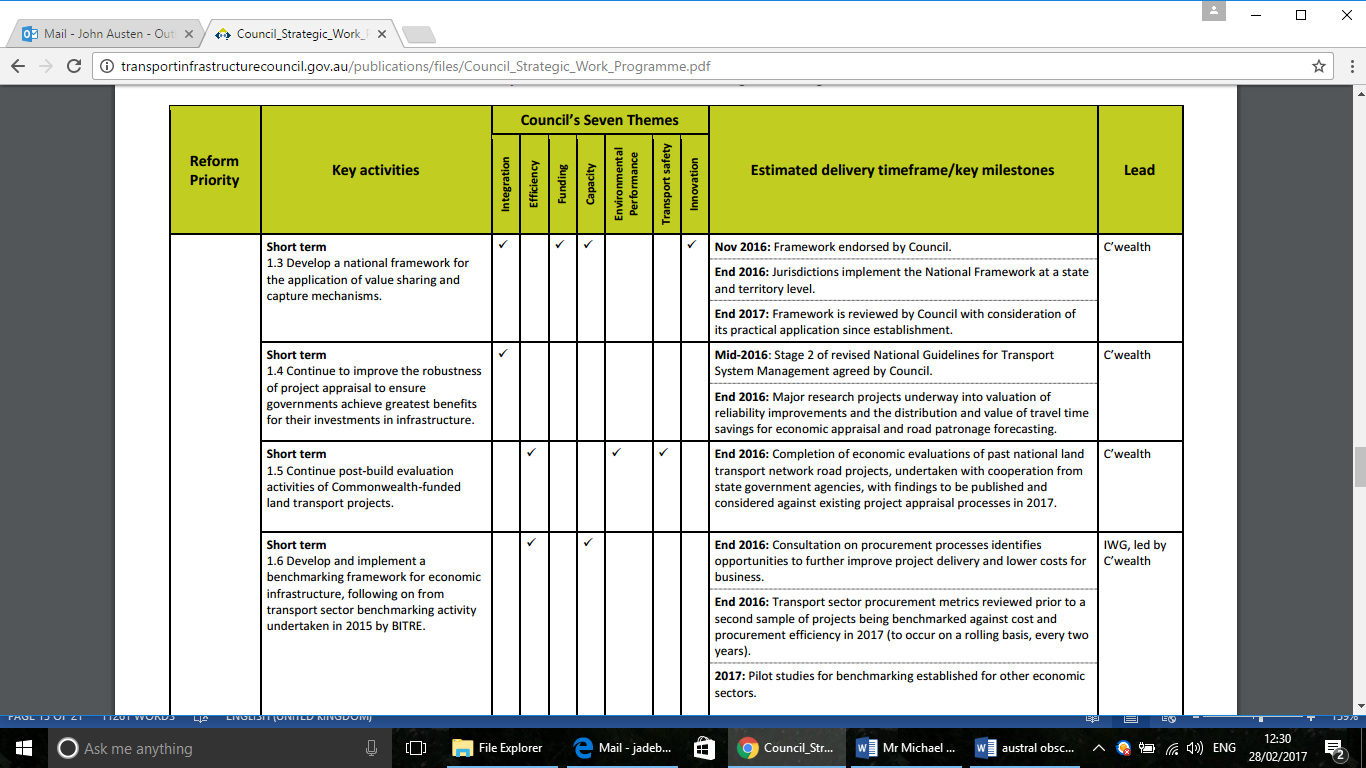 Mail - John Austen - Out
Council_Strategic_Work_
transportinfrastructurecouncil.gov.au/publications/files/Council_Strategic_Work_Programme.pdf
Reform Priority
Key activities
Council's Seven Themes
Integration
Efficiency
Funding
Capacity
Environmental Performance
Transport safety
Innovation
Estimated delivery timeframe/key milestones
Lead
Short term
1.3 Develop a national framework for
the application of value sharing and
capture mechanisms.
✓ ✓ ✓ ✓
Nov 2016: Framework endorsed by Council.
End 2016: Jurisdictions implement the National Framework at a state
and territory level.
End 2017: Framework is reviewed by Council with consideration of
its practical application since establishment.
C'wealth
Short term
1.4 Continue to improve the robustness
of project appraisal to ensure
governments achieve greatest benefits
for their investments in infrastructure.
✓
Mid-2016: Stage 2 of revised National Guidelines for Transport
System Management agreed by Council.
End 2016: Major research projects underway into valuation of
reliability improvements and the distribution and value of travel time
savings for economic appraisal and road patronage forecasting.
C'wealth
Short term
1.5 Continue post-build evaluation
activities of Commonwealth-funded
land transport projects.
✓ ✓ ✓
End 2016: Completion of economic evaluations of past national land
transport network road projects, undertaken with cooperation from
state government agencies, with findings to be published and
considered against existing project appraisal processes in 2017.
C'wealth
Short term
1.6 Develop and implement a
benchmarking framework for economic
infrastructure, following on from
transport sector benchmarking activity
undertaken in 2015 by BITRE.
✓ ✓
End 2016: Consultation on procurement processes identifies
opportunities to further improve project delivery and lower costs for
business.
End 2016: Transport sector procurement metrics reviewed prior to a
second sample of projects being benchmarked against cost and
procurement efficiency in 2017 (to occur on a rolling basis, every two
years).
2017: Pilot studies for benchmarking established for other economic
sectors.
IWG, led by
C'wealth
PAGE 15 OF 21 11261 WORDS ENGLISH (UNITED KINGDOM) 159%
Ask me anything
File Explorer
Mail - jadeb...
Council_Str...
Mr Michael ...
austral obsc...
ENG
12:30
28/02/2017
2